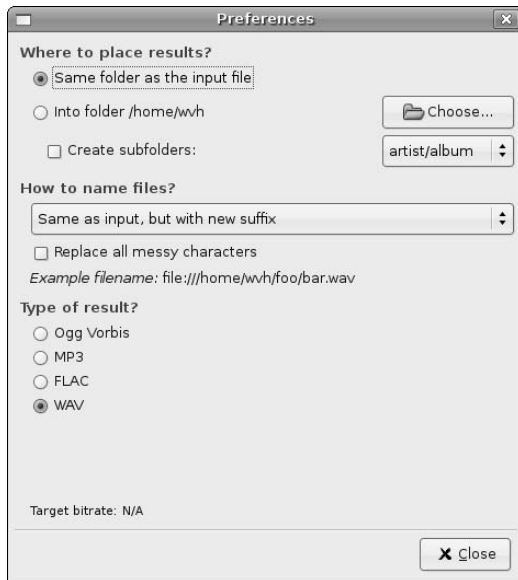 Preferences
Where to place results?
Same folder as the input file
Into folder /home/wvh
Choose...
Create subfolders:
artist/album
How to name files?
Same as input, but with new suffix
Replace all messy characters
Example filename: file:///home/wvh/foo/bar.wav
Type of result?
Ogg Vorbis
MP3
FLAC
WAV
Target bitrate: N/A
Close